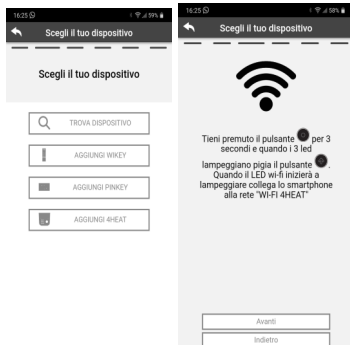 16:25
59%
Scegli il tuo dispositivo
Scegli il tuo dispositivo
TROVA DISPOSITIVO
AGGIUNGI WIKEY
AGGIUNGI PINKEY
AGGIUNGI 4HEAT
16:25
58%
Scegli il tuo dispositivo
Tieni premuto il pulsante per 3
secondi e quando i 3 led
lampeggiano pigia il pulsante .
Quando il LED wi-fi inizierà a
lampeggiare collega lo smartphone
alla rete "WI-FI 4HEAT"
Avanti
Indietro